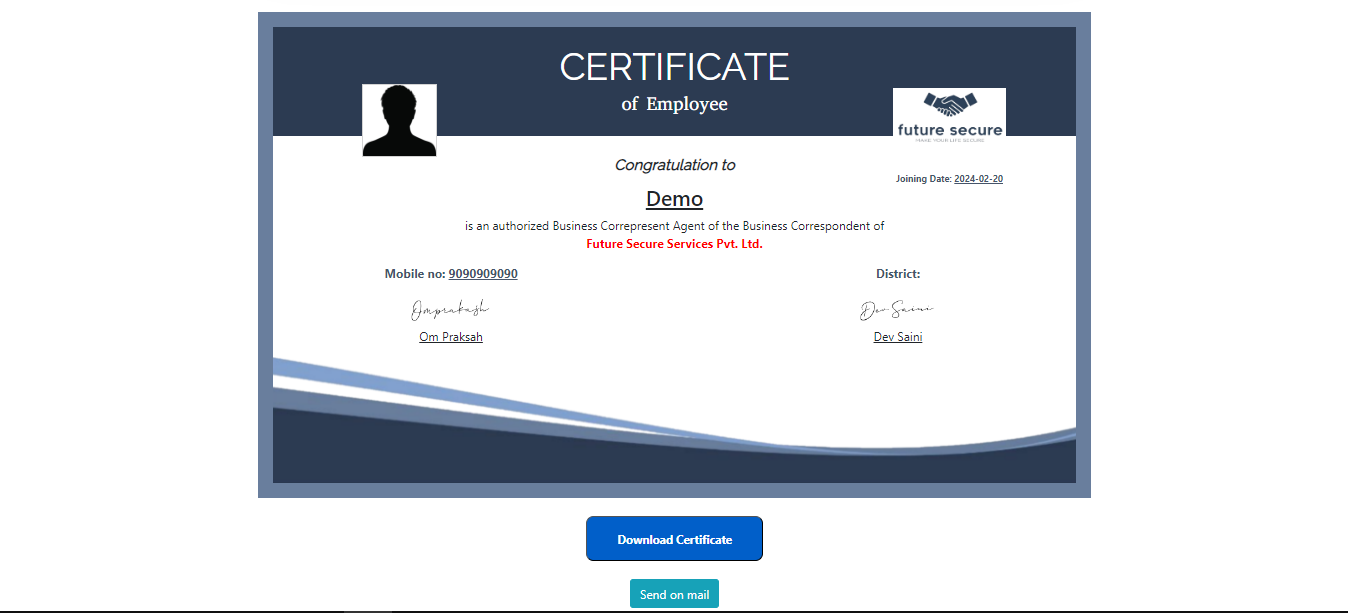 CERTIFICATE
of Employee
future secure
MAKE YOUR LIFE SECURE
Congratulation to
Joining Date: 2024-02-20
Demo
is an authorized Business Correpresent Agent of the Business Correspondent of
Future Secure Services Pvt. Ltd.
Mobile no: 9090909090
District:
Omprakash
Dev Saini
Om Praksah
Dev Saini
Download Certificate
Send on mail